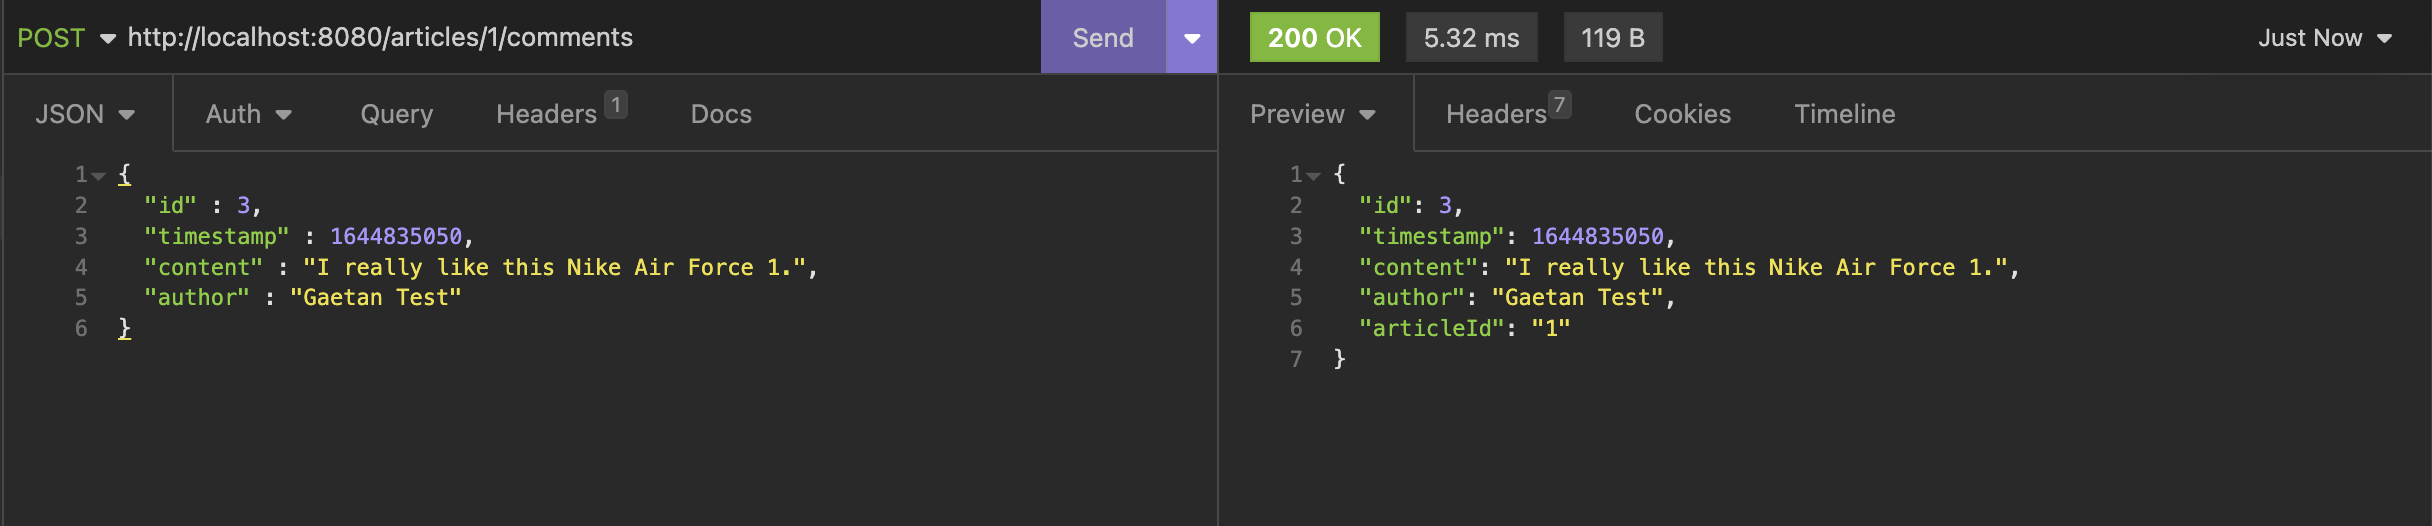 POST http://localhost:8080/articles/1/comments Send
JSON Auth Query Headers 1 Docs
1 {
2 "id" : 3,
3 "timestamp" : 1644835050,
4 "content" : "I really like this Nike Air Force 1.",
5 "author" : "Gaetan Test"
6 }
200 OK 5.32 ms 119 B Just Now
Preview Headers 7 Cookies Timeline
1 {
2 "id": 3,
3 "timestamp": 1644835050,
4 "content": "I really like this Nike Air Force 1.",
5 "author": "Gaetan Test",
6 "articleId": "1"
7 }